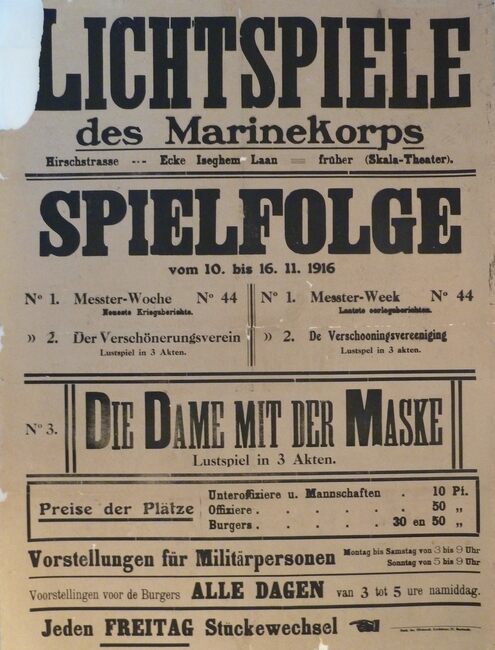 LICHTSPIELE
des Marinekorps
Hirschstrasse --- Ecke Iseghem Laan = früher (Skala-Theater).
SPIELFOLGE
vom 10. bis 16. 11. 1916
No 1. Messter-Woche No 44
Neueste Kriegsberichte.
» 2. Der Verschönerungsverein
Lustspiel in 3 Akten.
No 1. Messter-Week No 44
Laatste oorlogsberichten.
» 2. De Verschooningsvereeniging
Lustspiel in 3 akten.
No 3. DIE DAME MIT DER MASKE
Lustspiel in 3 Akten.
Preise der Plätze
Unteroffiziere u. Mannschaften . 10 Pf.
Offiziere . . . . . . 50 „
Burgers . . . . . 30 en 50 „
Vorstellungen für Militärpersonen Montag bis Samstag von 3 bis 9 Uhr
Sonntag von 5 bis 9 Uhr
Voorstellingen voor de Burgers ALLE DAGEN van 3 tot 5 ure namiddag.
Jeden FREITAG Stückewechsel